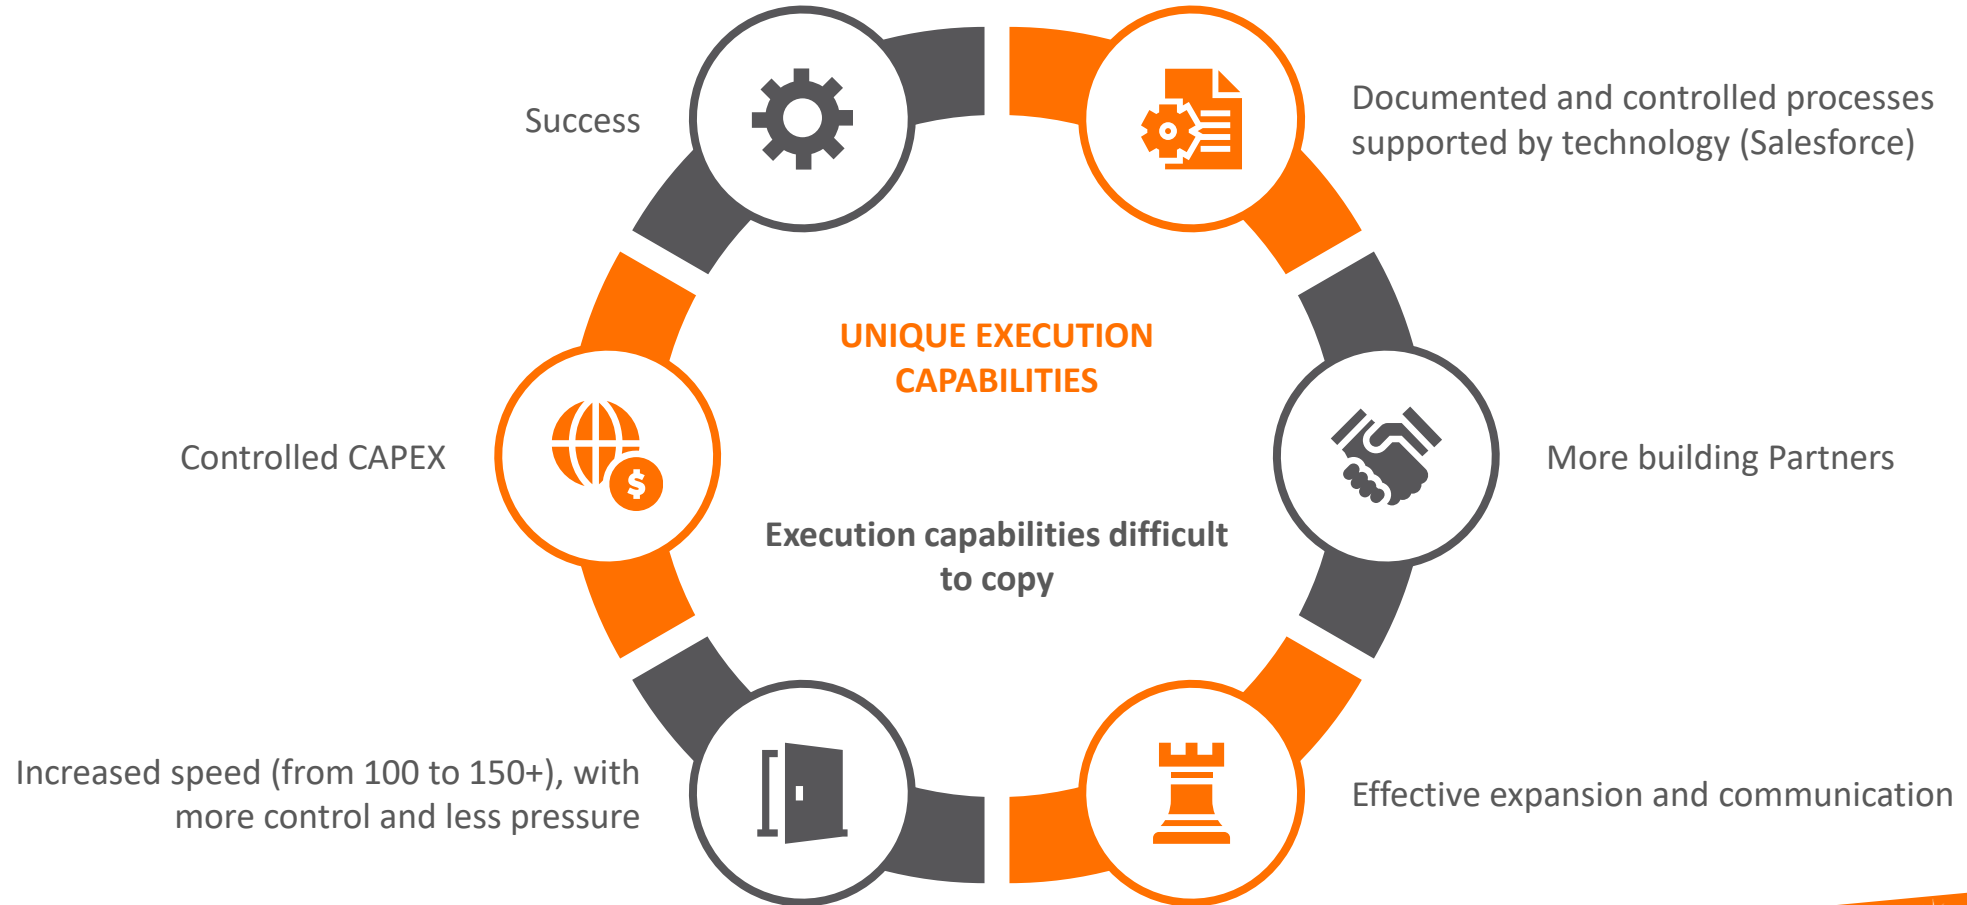 Success
Documented and controlled processes
supported by technology (Salesforce)
UNIQUE EXECUTION
CAPABILITIES
Controlled CAPEX
$
More building Partners
Execution capabilities difficult
to copy
Increased speed (from 100 to 150+), with
more control and less pressure
Effective expansion and communication